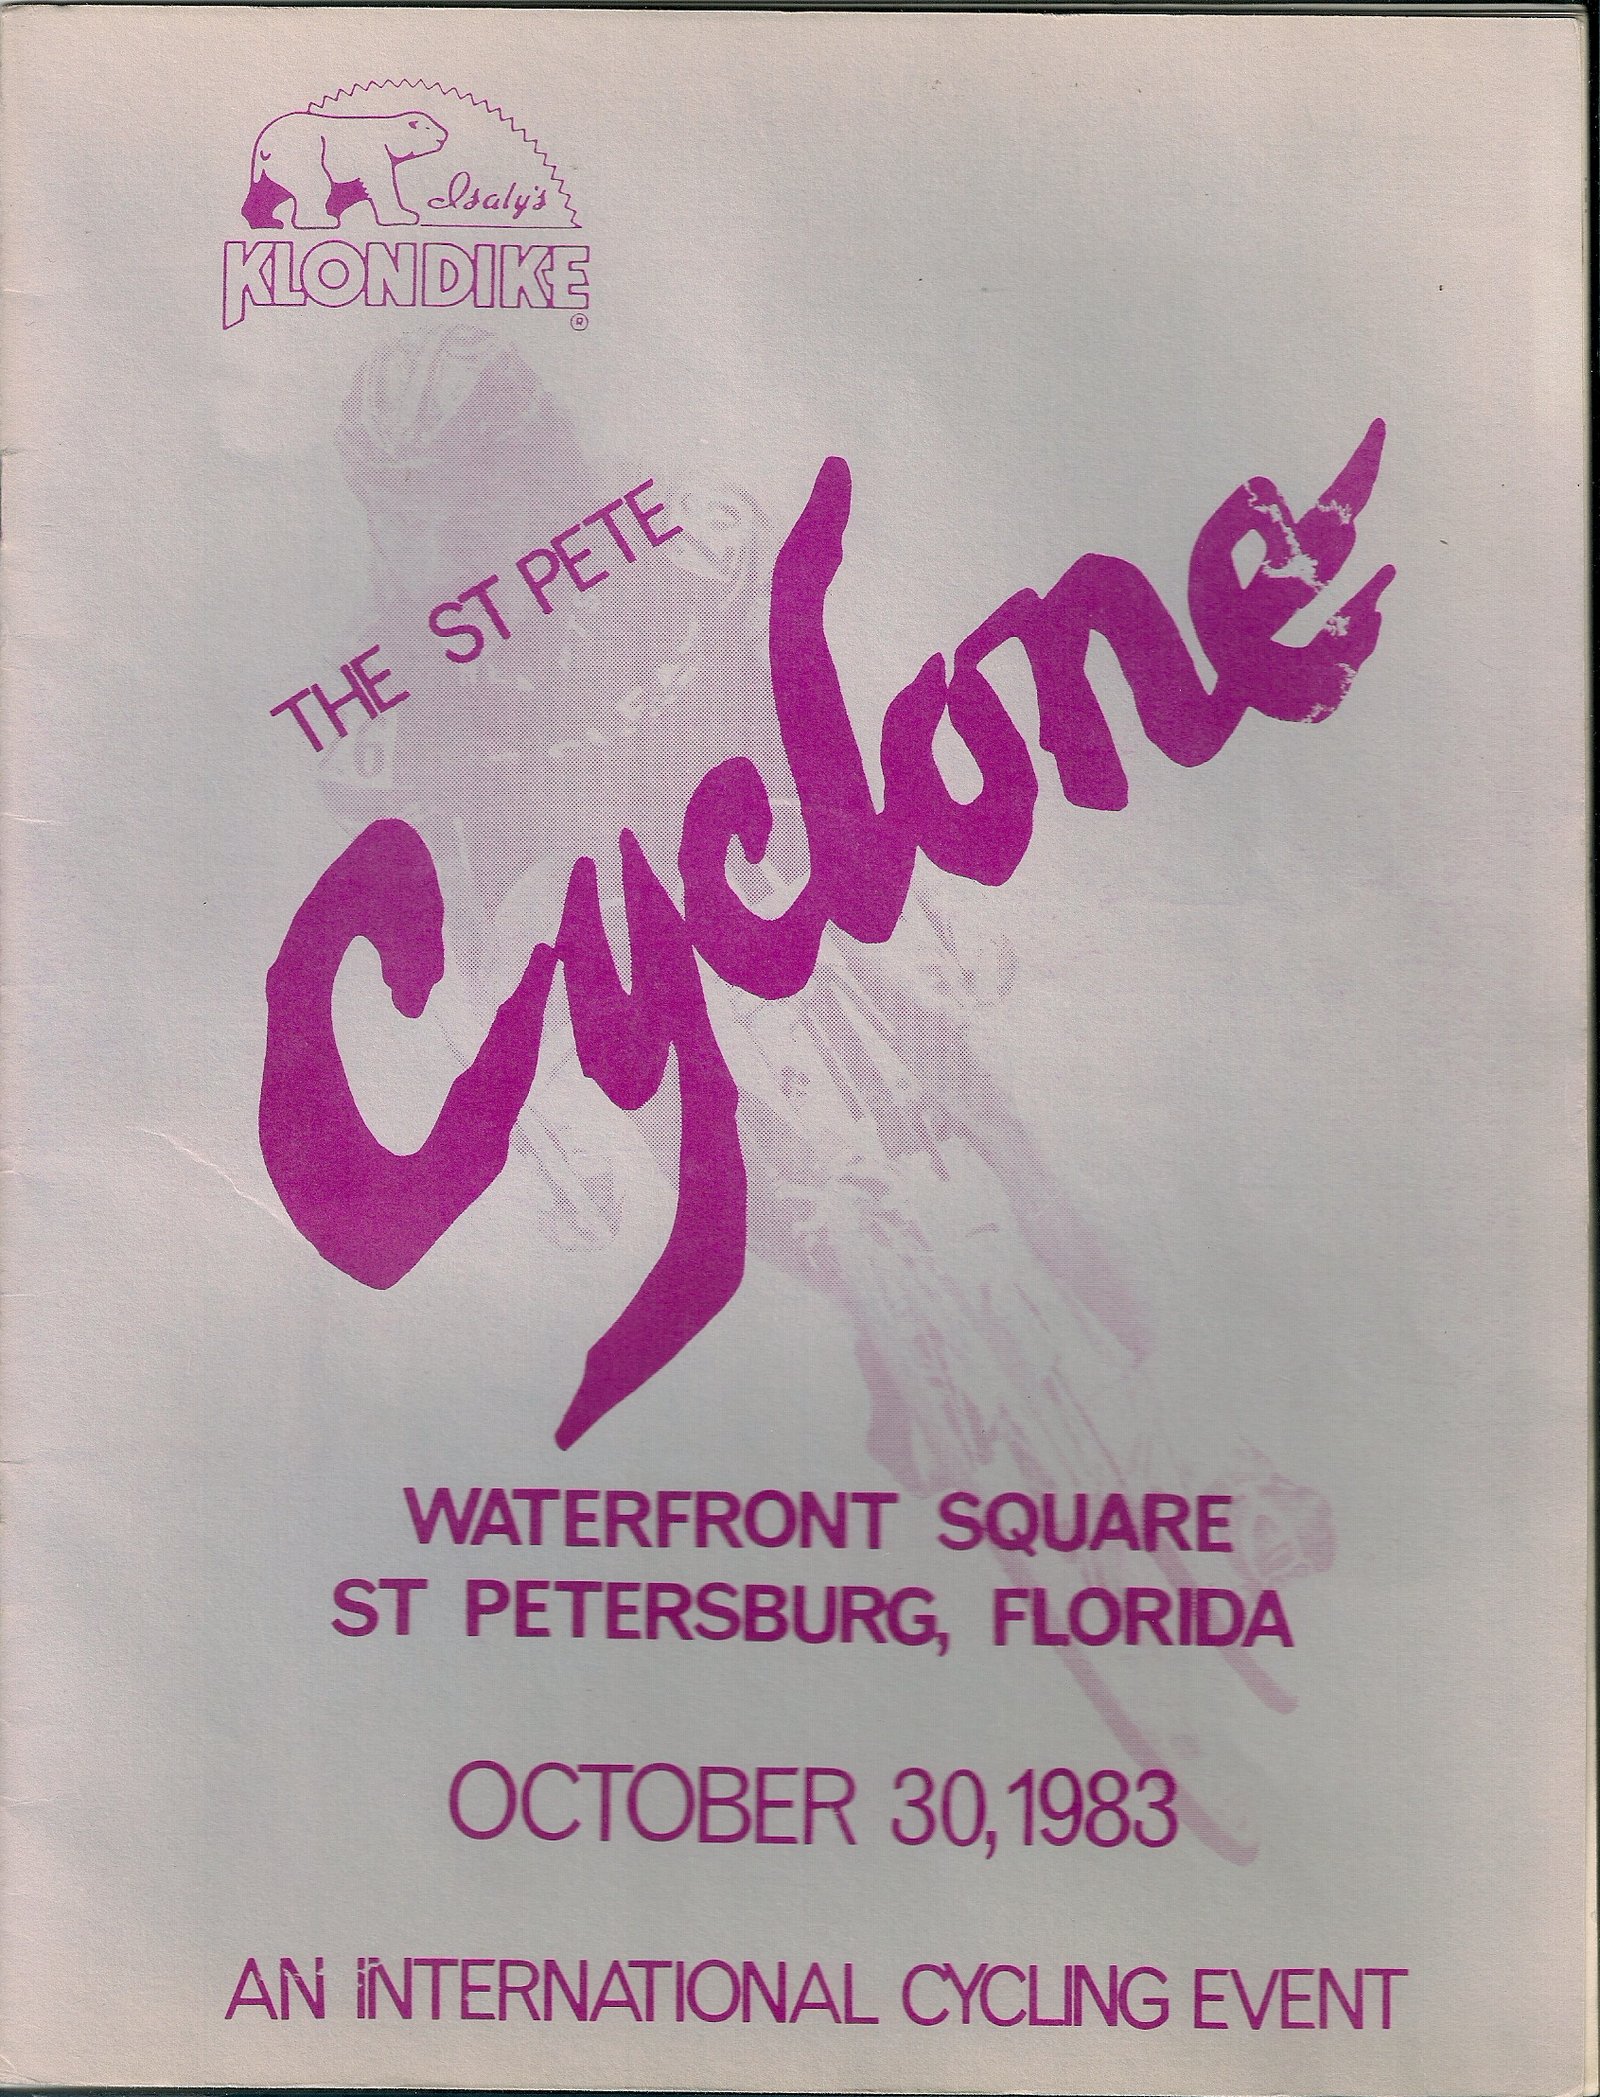 Isaly's
KLONDIKE
®
THE ST PETE
Cyclone
WATERFRONT SQUARE
ST PETERSBURG, FLORIDA
OCTOBER 30, 1983
AN INTERNATIONAL CYCLING EVENT